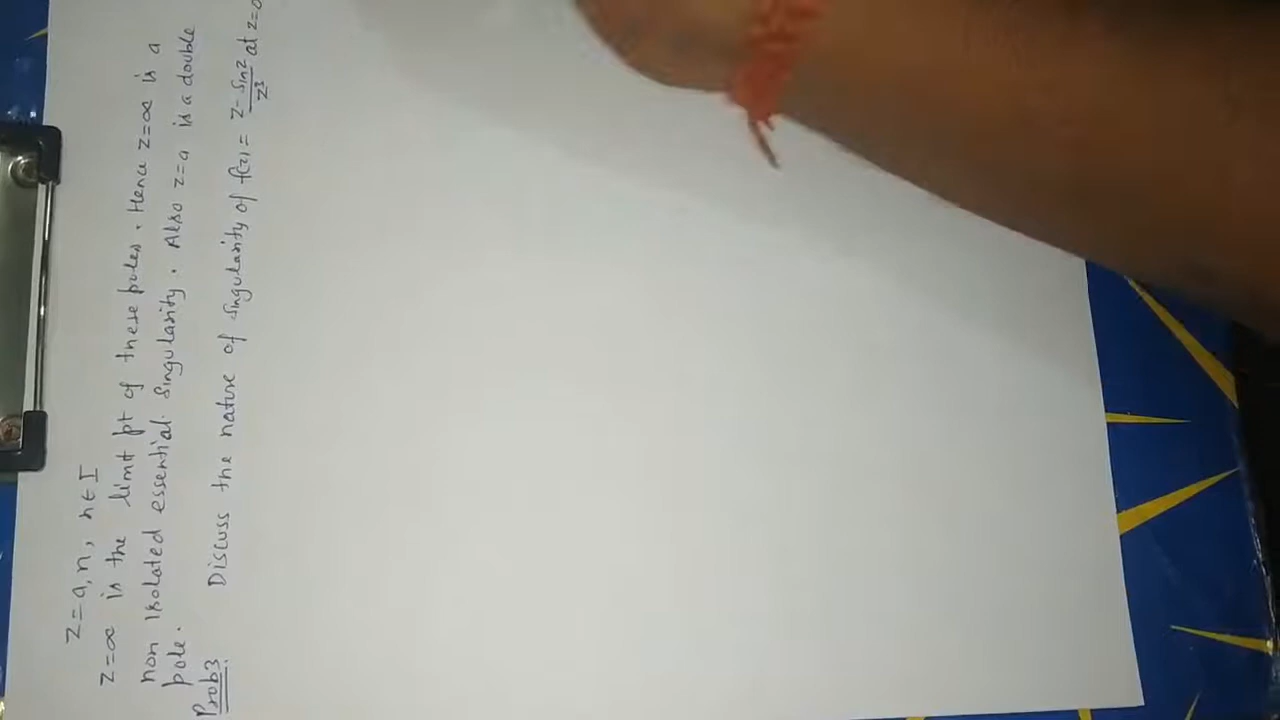 z=a, n, n∈I
z=∞ is the limit pt of these poles. Hence z=∞ is a
non isolated essential singularity. Also z=a is a double
pole.
Prob3 Discuss the nature of singularity of f(z) = (z-sinz)/z³ at z=0